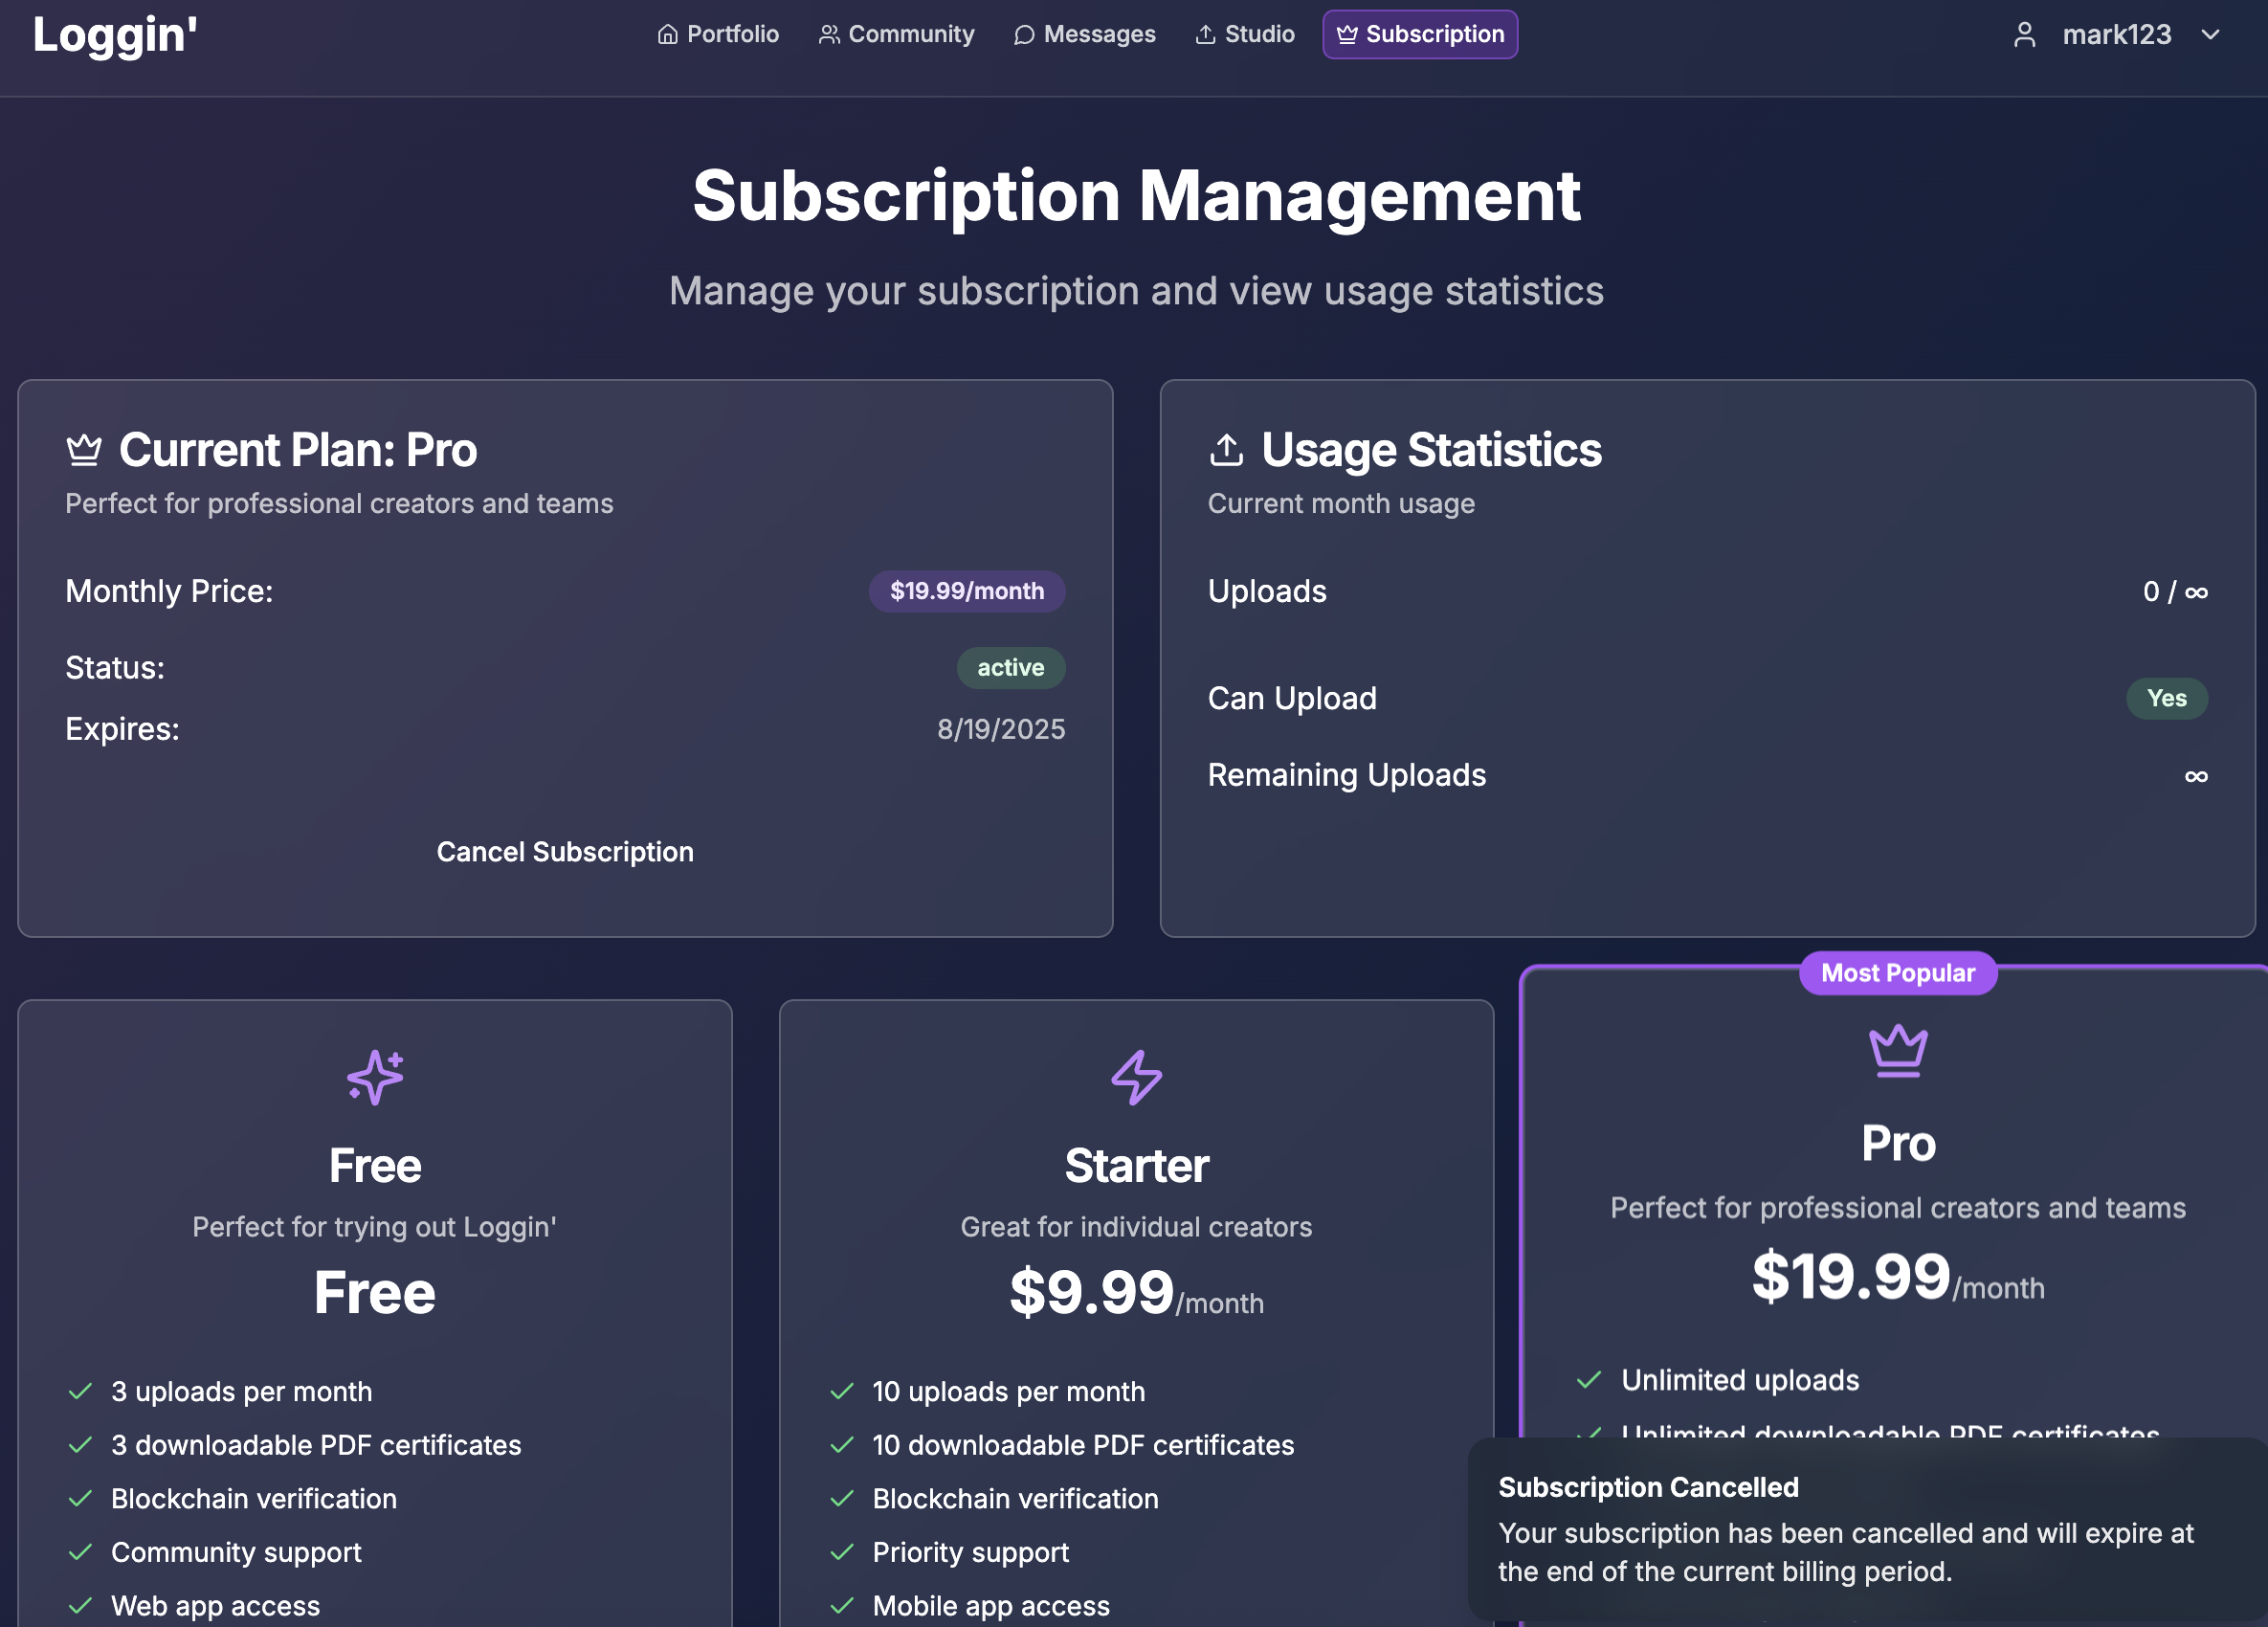 Loggin'
Portfolio
Community
Messages
Studio
Subscription
mark123
Subscription Management
Manage your subscription and view usage statistics
Current Plan: Pro
Perfect for professional creators and teams
Monthly Price:
$19.99/month
Status:
active
Expires:
8/19/2025
Cancel Subscription
Usage Statistics
Current month usage
Uploads
0 / ∞
Can Upload
Yes
Remaining Uploads
∞
Free
Perfect for trying out Loggin'
Free
3 uploads per month
3 downloadable PDF certificates
Blockchain verification
Community support
Web app access
Starter
Great for individual creators
$9.99/month
10 uploads per month
10 downloadable PDF certificates
Blockchain verification
Priority support
Mobile app access
Most Popular
Pro
Perfect for professional creators and teams
$19.99/month
Unlimited uploads
Unlimited downloadable PDF certificates
Subscription Cancelled
Your subscription has been cancelled and will expire at
the end of the current billing period.